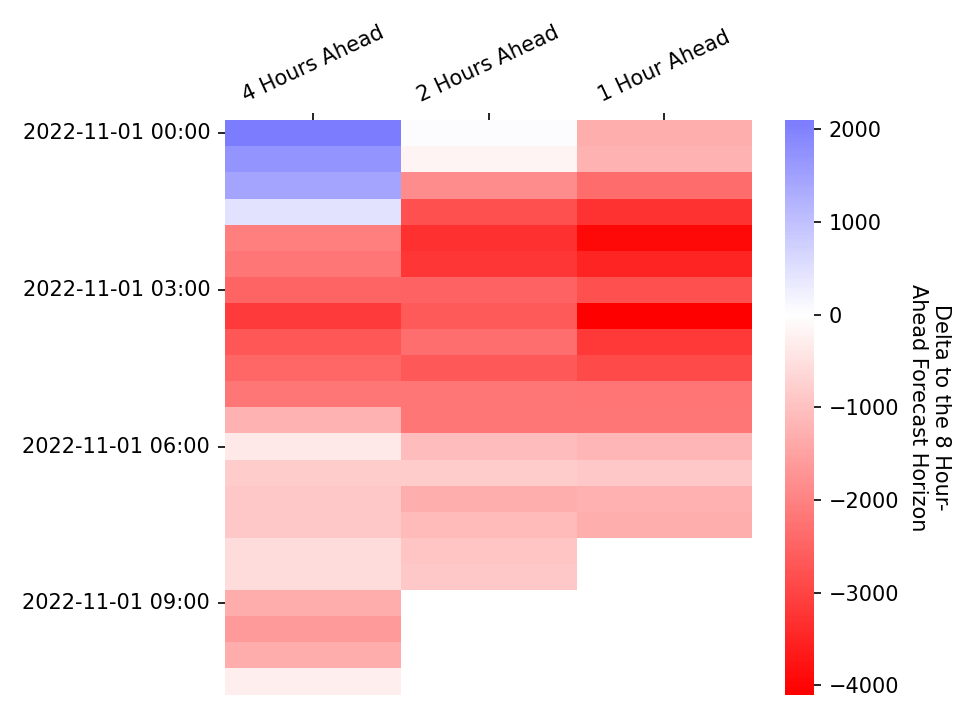 4 Hours Ahead
2 Hours Ahead
1 Hour Ahead
2022-11-01 00:00
2022-11-01 03:00
2022-11-01 06:00
2022-11-01 09:00
2000
1000
0
−1000
−2000
−3000
−4000
Delta to the 8 Hour-
Ahead Forecast Horizon